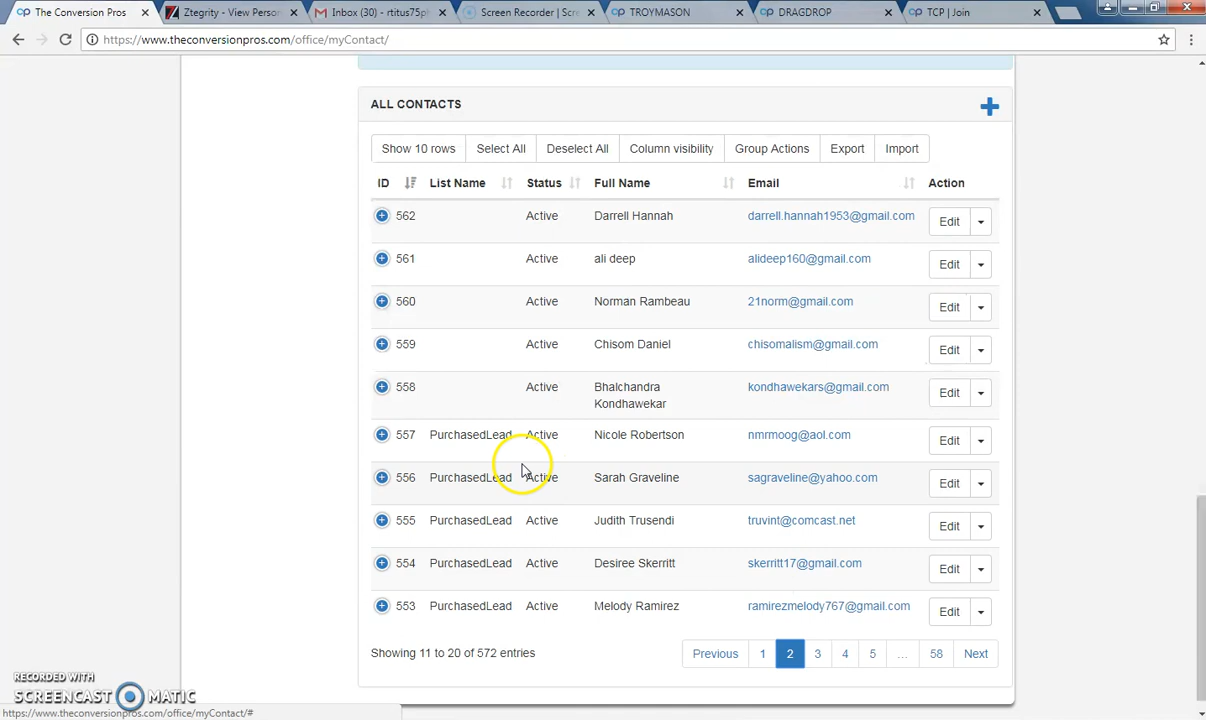 The Conversion Pros
Ztegrity - View Person
Inbox (30) - rtitus75ph
Screen Recorder | Scr
TROYMASON
DRAGDROP
TCP | Join
https://www.theconversionpros.com/office/myContact/
ALL CONTACTS
Show 10 rows Select All Deselect All Column visibility Group Actions Export Import
ID List Name Status Full Name Email Action
562 Active Darrell Hannah darrell.hannah1953@gmail.com Edit
561 Active ali deep alideep160@gmail.com Edit
560 Active Norman Rambeau 21norm@gmail.com Edit
559 Active Chisom Daniel chisomalism@gmail.com Edit
558 Active Bhalchandra Kondhawekar kondhawekars@gmail.com Edit
557 PurchasedLead Active Nicole Robertson nmrmoog@aol.com Edit
556 PurchasedLead Active Sarah Graveline sagraveline@yahoo.com Edit
555 PurchasedLead Active Judith Trusendi truvint@comcast.net Edit
554 PurchasedLead Active Desiree Skerritt skerritt17@gmail.com Edit
553 PurchasedLead Active Melody Ramirez ramirezmelody767@gmail.com Edit
Showing 11 to 20 of 572 entries Previous 1 2 3 4 5 ... 58 Next
RECORDED WITH
SCREENCAST MATIC
https://www.theconversionpros.com/office/myContact/#